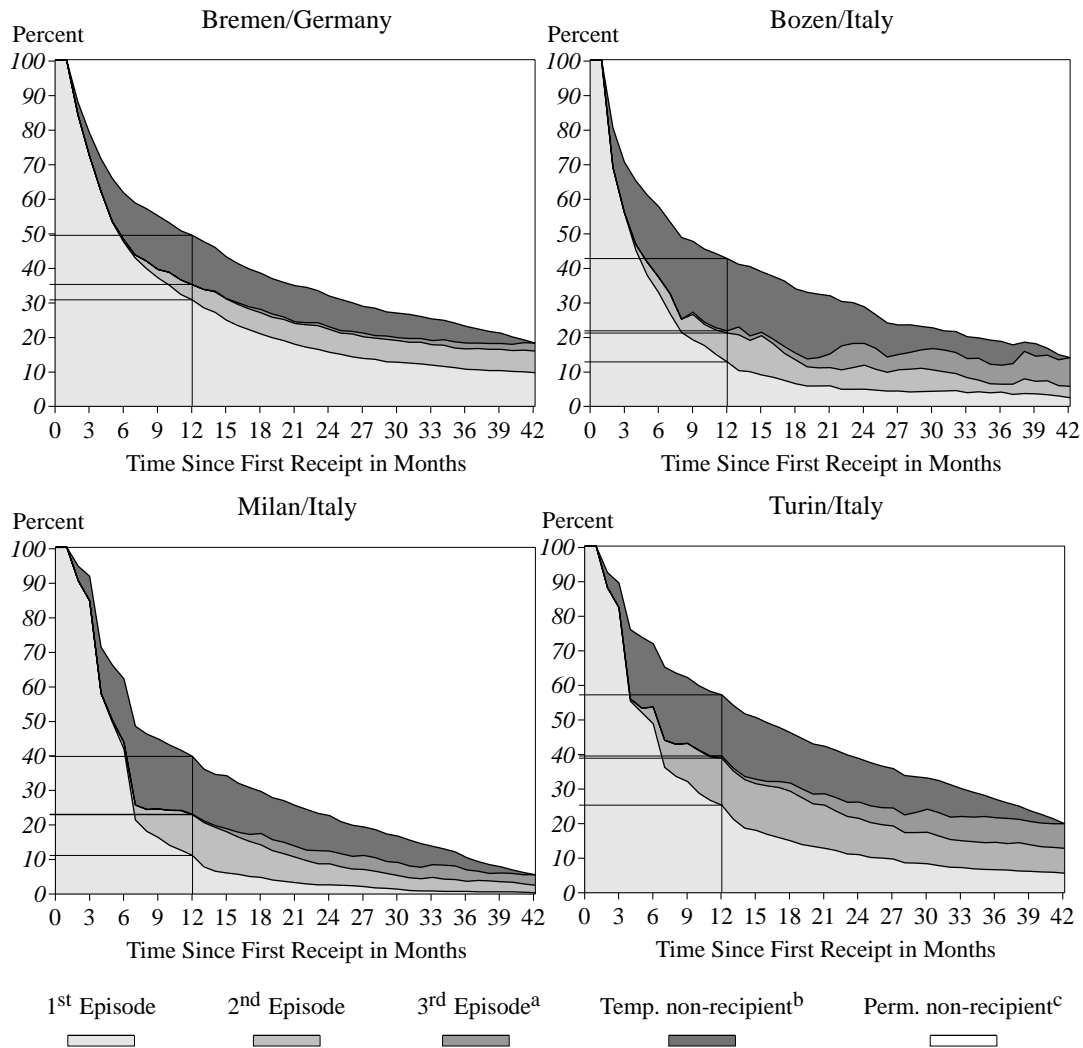 Bremen/Germany
Percent
100
90
80
70
60
50
40
30
20
10
0
0 3 6 9 12 15 18 21 24 27 30 33 36 39 42
Time Since First Receipt in Months
Bozen/Italy
Percent
100
90
80
70
60
50
40
30
20
10
0
0 3 6 9 12 15 18 21 24 27 30 33 36 39 42
Time Since First Receipt in Months
Milan/Italy
Percent
100
90
80
70
60
50
40
30
20
10
0
0 3 6 9 12 15 18 21 24 27 30 33 36 39 42
Time Since First Receipt in Months
Turin/Italy
Percent
100
90
80
70
60
50
40
30
20
10
0
0 3 6 9 12 15 18 21 24 27 30 33 36 39 42
Time Since First Receipt in Months
1st Episode 2nd Episode 3rd Episodea Temp. non-recipientb Perm. non-recipientc